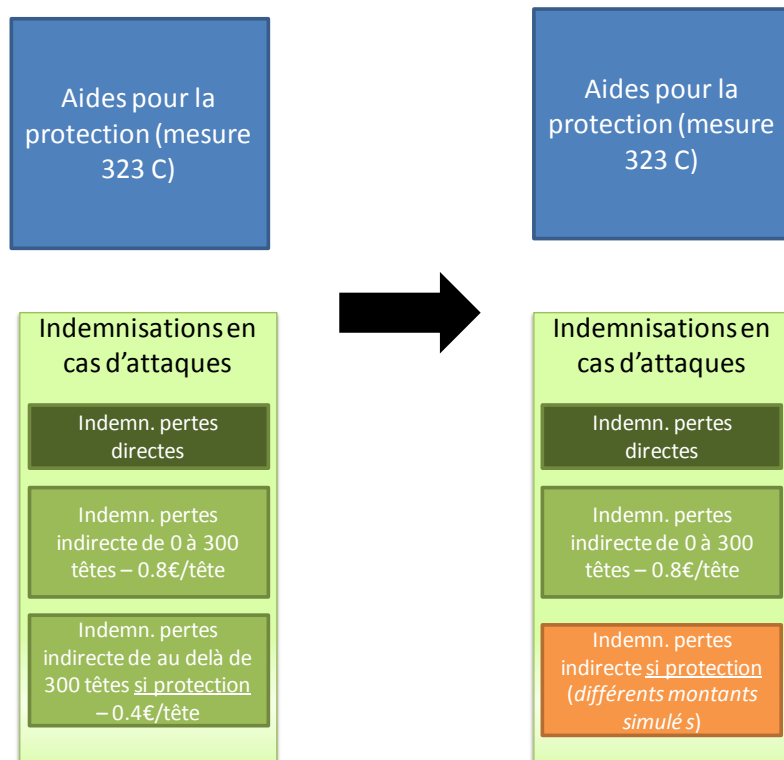 Aides pour la
protection (mesure
323 C)
Indemnisations en
cas d'attaques
Indemn. pertes
directes
Indemn. pertes
indirecte de 0 à 300
têtes – 0.8€/tête
Indemn. pertes
indirecte de au delà de
300 têtes si protection
– 0.4€/tête
Aides pour la
protection (mesure
323 C)
Indemnisations en
cas d'attaques
Indemn. pertes
directes
Indemn. pertes
indirecte de 0 à 300
têtes – 0.8€/tête
Indemn. pertes
indirecte si protection
(différents montants
simulé s)